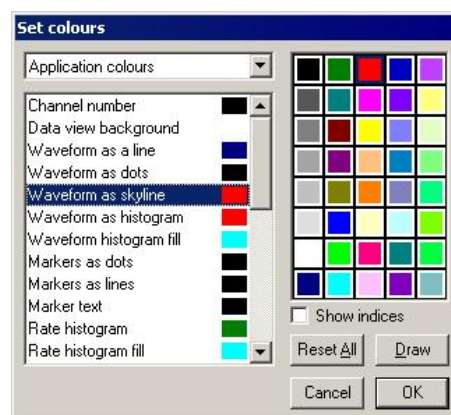 Set colours
Application colours
Channel number
Data view background
Waveform as a line
Waveform as dots
Waveform as skyline
Waveform as histogram
Waveform histogram fill
Markers as dots
Markers as lines
Marker text
Rate histogram
Rate histogram fill
Show indices
Reset All
Draw
Cancel
OK